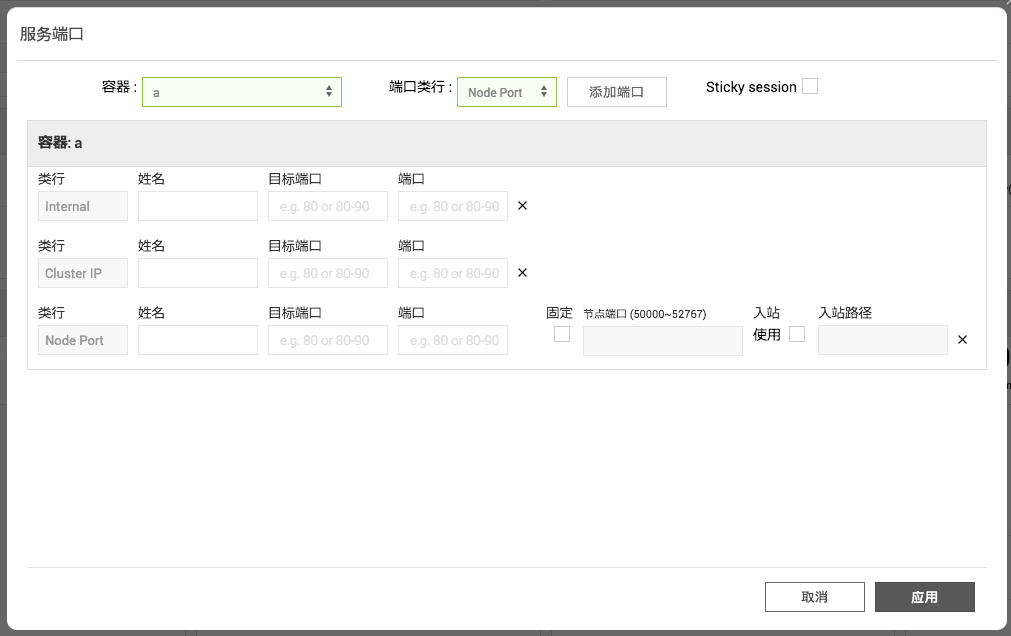 服务端口
容器 : a 端口类行 : Node Port 添加端口 Sticky session
容器: a
类行 姓名 目标端口 端口
Internal e.g. 80 or 80-90 e.g. 80 or 80-90 ×
类行 姓名 目标端口 端口
Cluster IP e.g. 80 or 80-90 e.g. 80 or 80-90 ×
类行 姓名 目标端口 端口 固定 节点端口 (50000~52767) 入站 入站路径
Node Port e.g. 80 or 80-90 e.g. 80 or 80-90 使用 ×
取消 应用